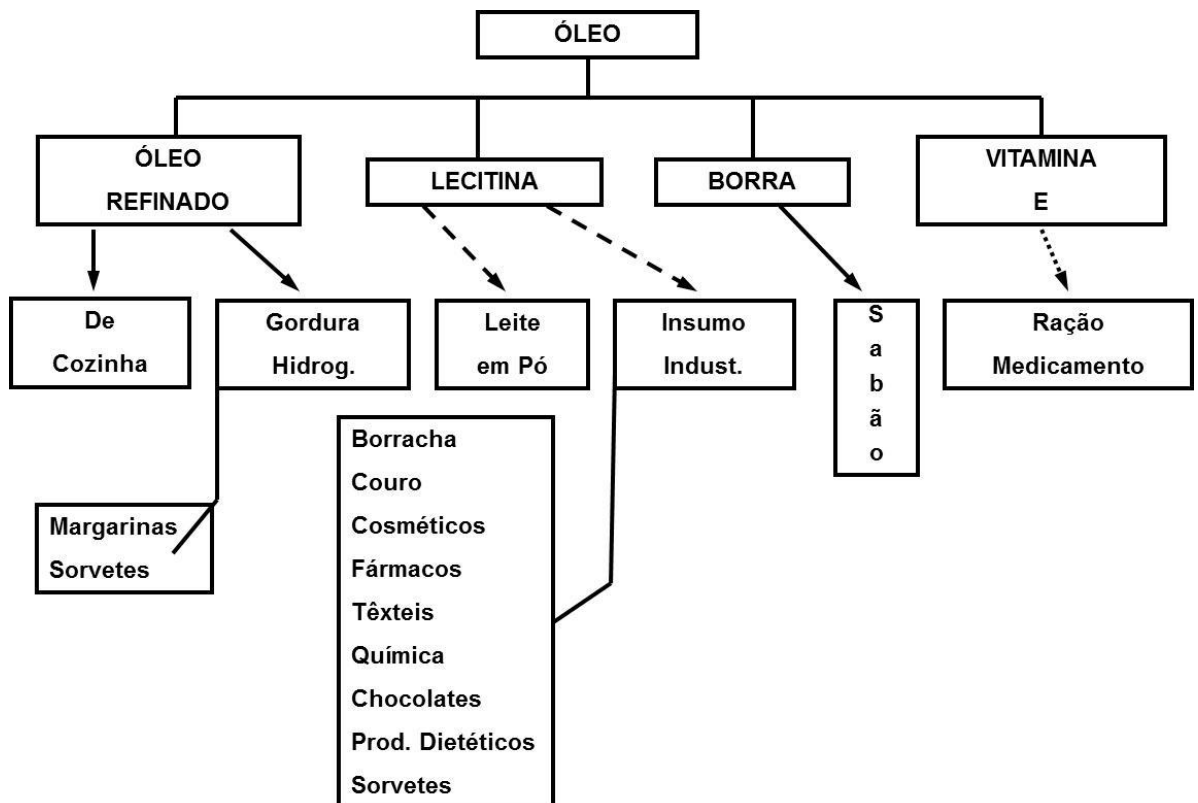 ÓLEO
ÓLEO
REFINADO
LECITINA
BORRA
VITAMINA
E
De
Cozinha
Gordura
Hidrog.
Leite
em Pó
Insumo
Indust.
S
a
b
ã
o
Ração
Medicamento
Margarinas
Sorvetes
Borracha
Couro
Cosméticos
Fármacos
Têxteis
Química
Chocolates
Prod. Dietéticos
Sorvetes